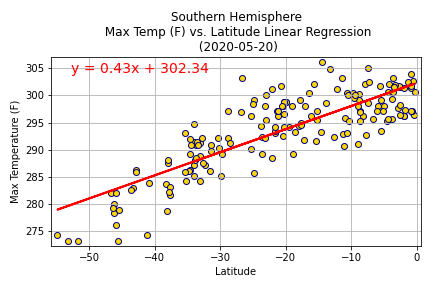 Southern Hemisphere
Max Temp (F) vs. Latitude Linear Regression
(2020-05-20)
y = 0.43x + 302.34
Max Temperature (F)
305
300
295
290
285
280
275
−50
−40
−30
−20
−10
0
Latitude